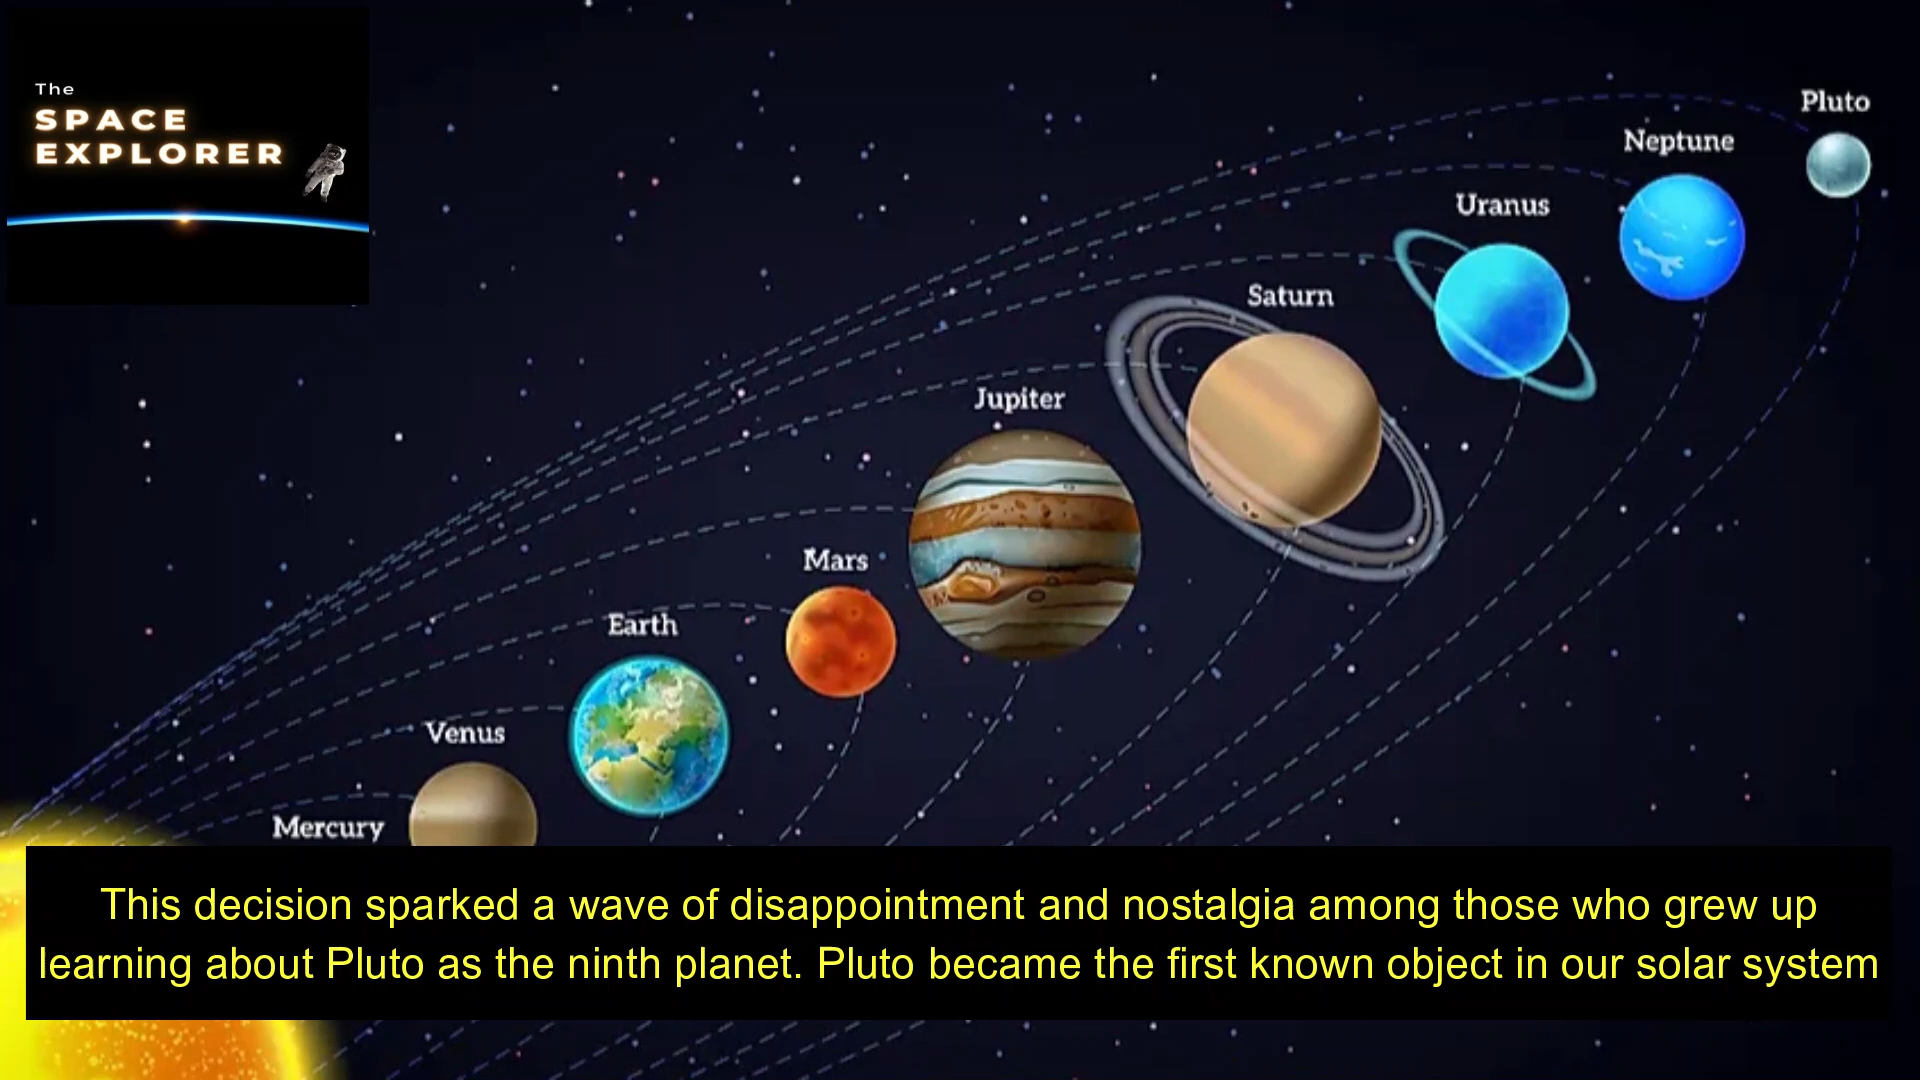 The
SPACE
EXPLORER
Pluto
Neptune
Uranus
Saturn
Jupiter
Mars
Earth
Venus
Mercury
This decision sparked a wave of disappointment and nostalgia among those who grew up
learning about Pluto as the ninth planet. Pluto became the first known object in our solar system